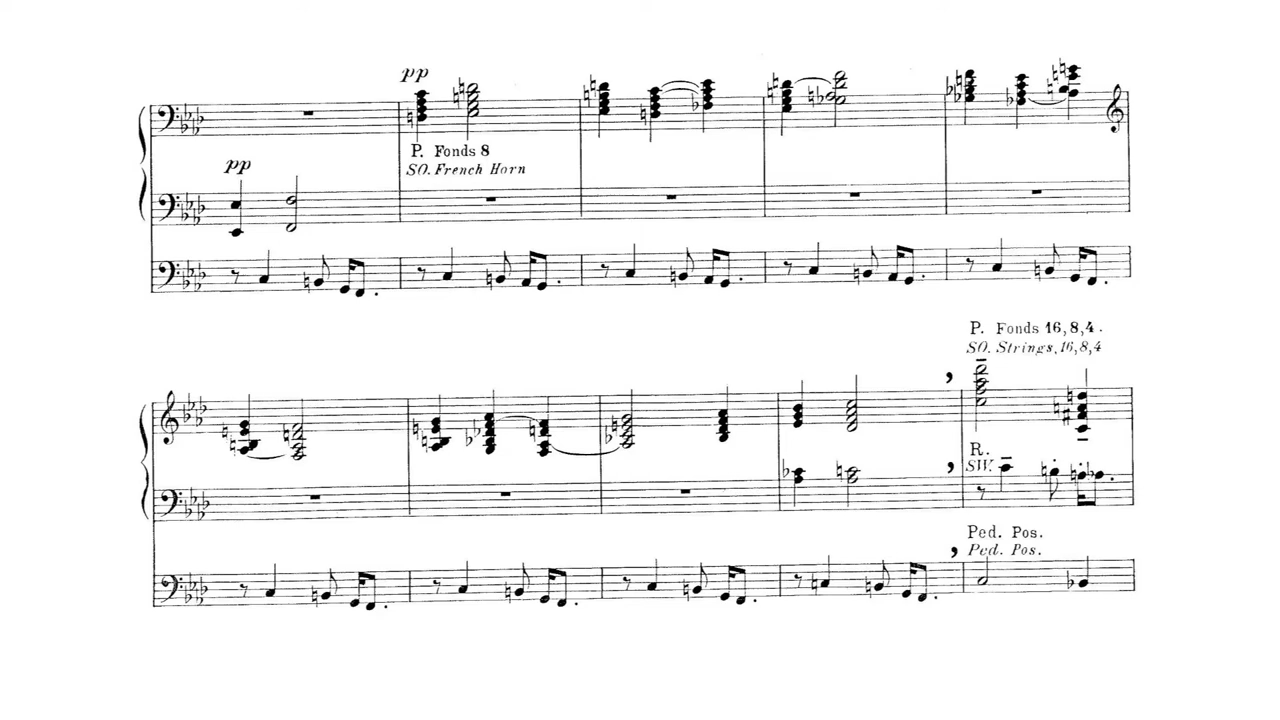 pp
P. Fonds 8
SO. French Horn
pp
P. Fonds 16,8,4.
SO. Strings, 16,8,4
R.
SW.
Ped. Pos.
Ped. Pos.